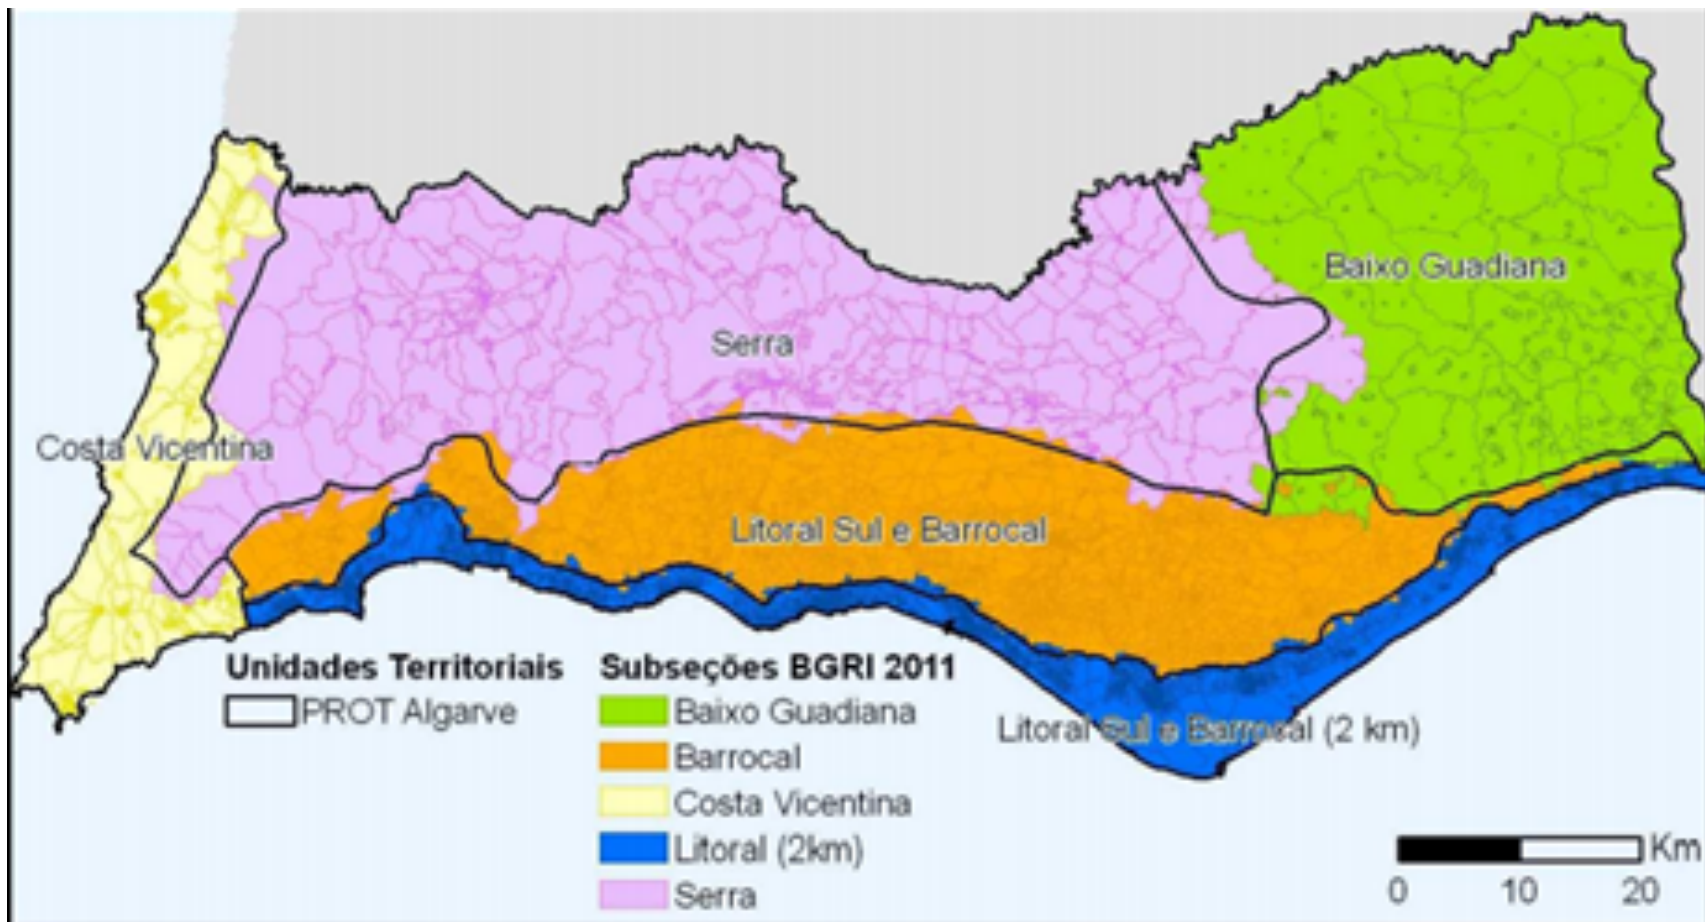 Baixo Guadiana
Serra
Costa Vicentina
Litoral Sul e Barrocal
Litoral Sul e Barrocal (2 km)
Unidades Territoriais
PROT Algarve
Subseções BGRI 2011
Baixo Guadiana
Barrocal
Costa Vicentina
Litoral (2km)
Serra
Km
0 10 20